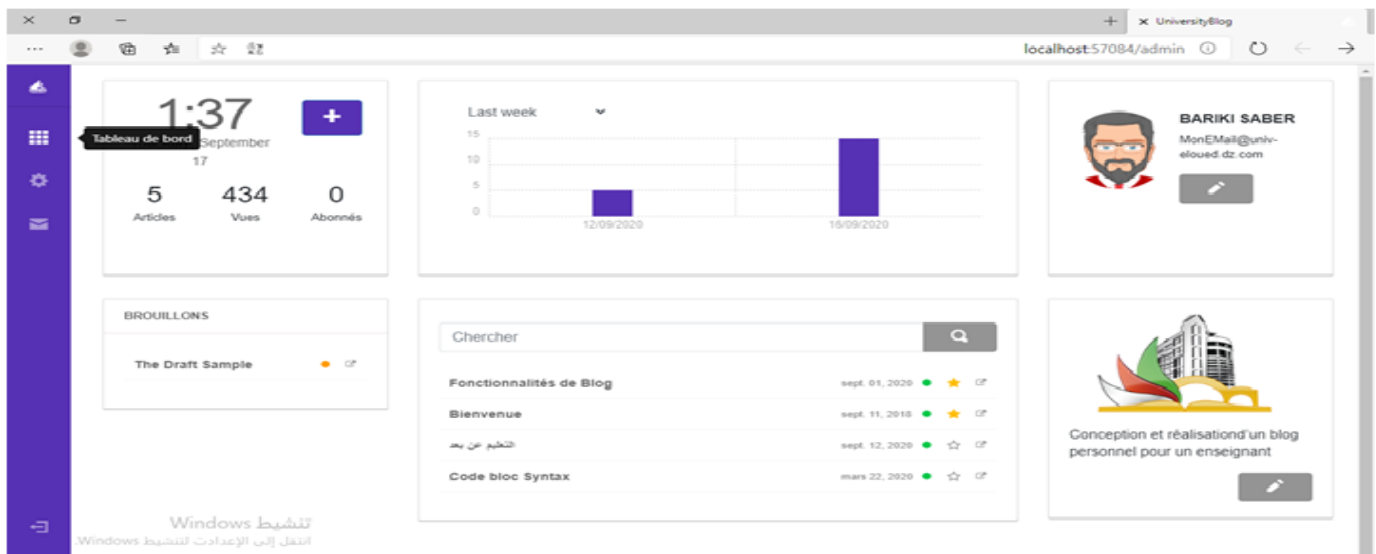 UniversityBlog
localhost:57084/admin
1:37
Tableau de bord
September
17
5 434 0
Articles Vues Abonnés
Last week
15
10
5
0
12/09/2020 16/09/2020
BARIKI SABER
MonEMail@univ-
eloued.dz.com
BROUILLONS
The Draft Sample
Chercher
Fonctionnalités de Blog sept. 01, 2020
Bienvenue sept. 11, 2018
التعليم عن بعد sept. 12, 2020
Code bloc Syntax mars 22, 2020
Conception et réalisationd'un blog
personnel pour un enseignant
تنشيط Windows
انتقل إلى الإعدادات لتنشيط Windows.